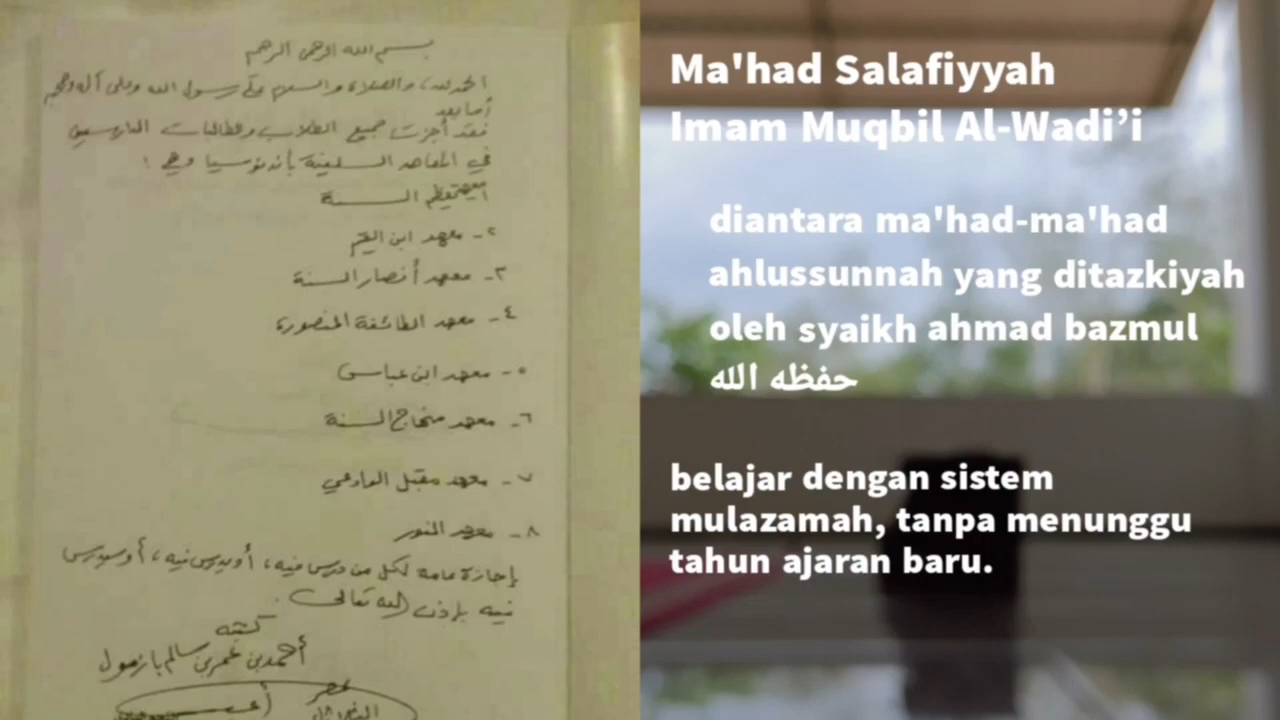 بسم الله الرحمن الرحيم
الحمد لله، والصلاة والسلام على رسول الله وعلى آله وصحبه
أما بعد
فقد أجزت جميع الطلاب والطالبات الدارسين
في المعاهد السلفية بأندونوسيا وهي :
السنة
٢- معهد ابن القيم
٣- معهد أنصار السنة
٤- معهد الطائفة المنصورة
٥- معهد ابن عباس
٦- معهد منهاج السنة
٧- معهد مقبل الوادعي
٨- معهد المنور
إجازة عامة لكل من درس فيه، أو يدرس فيه، أو سيدرس
فيه بإذن الله تعالى .
كتبه
أحمد بن عمر بن سالم بازمول
Ma'had Salafiyyah
Imam Muqbil Al-Wadi’i
diantara ma'had-ma'had
ahlussunnah yang ditazkiyah
oleh syaikh ahmad bazmul
حفظه الله
belajar dengan sistem
mulazamah, tanpa menunggu
tahun ajaran baru.